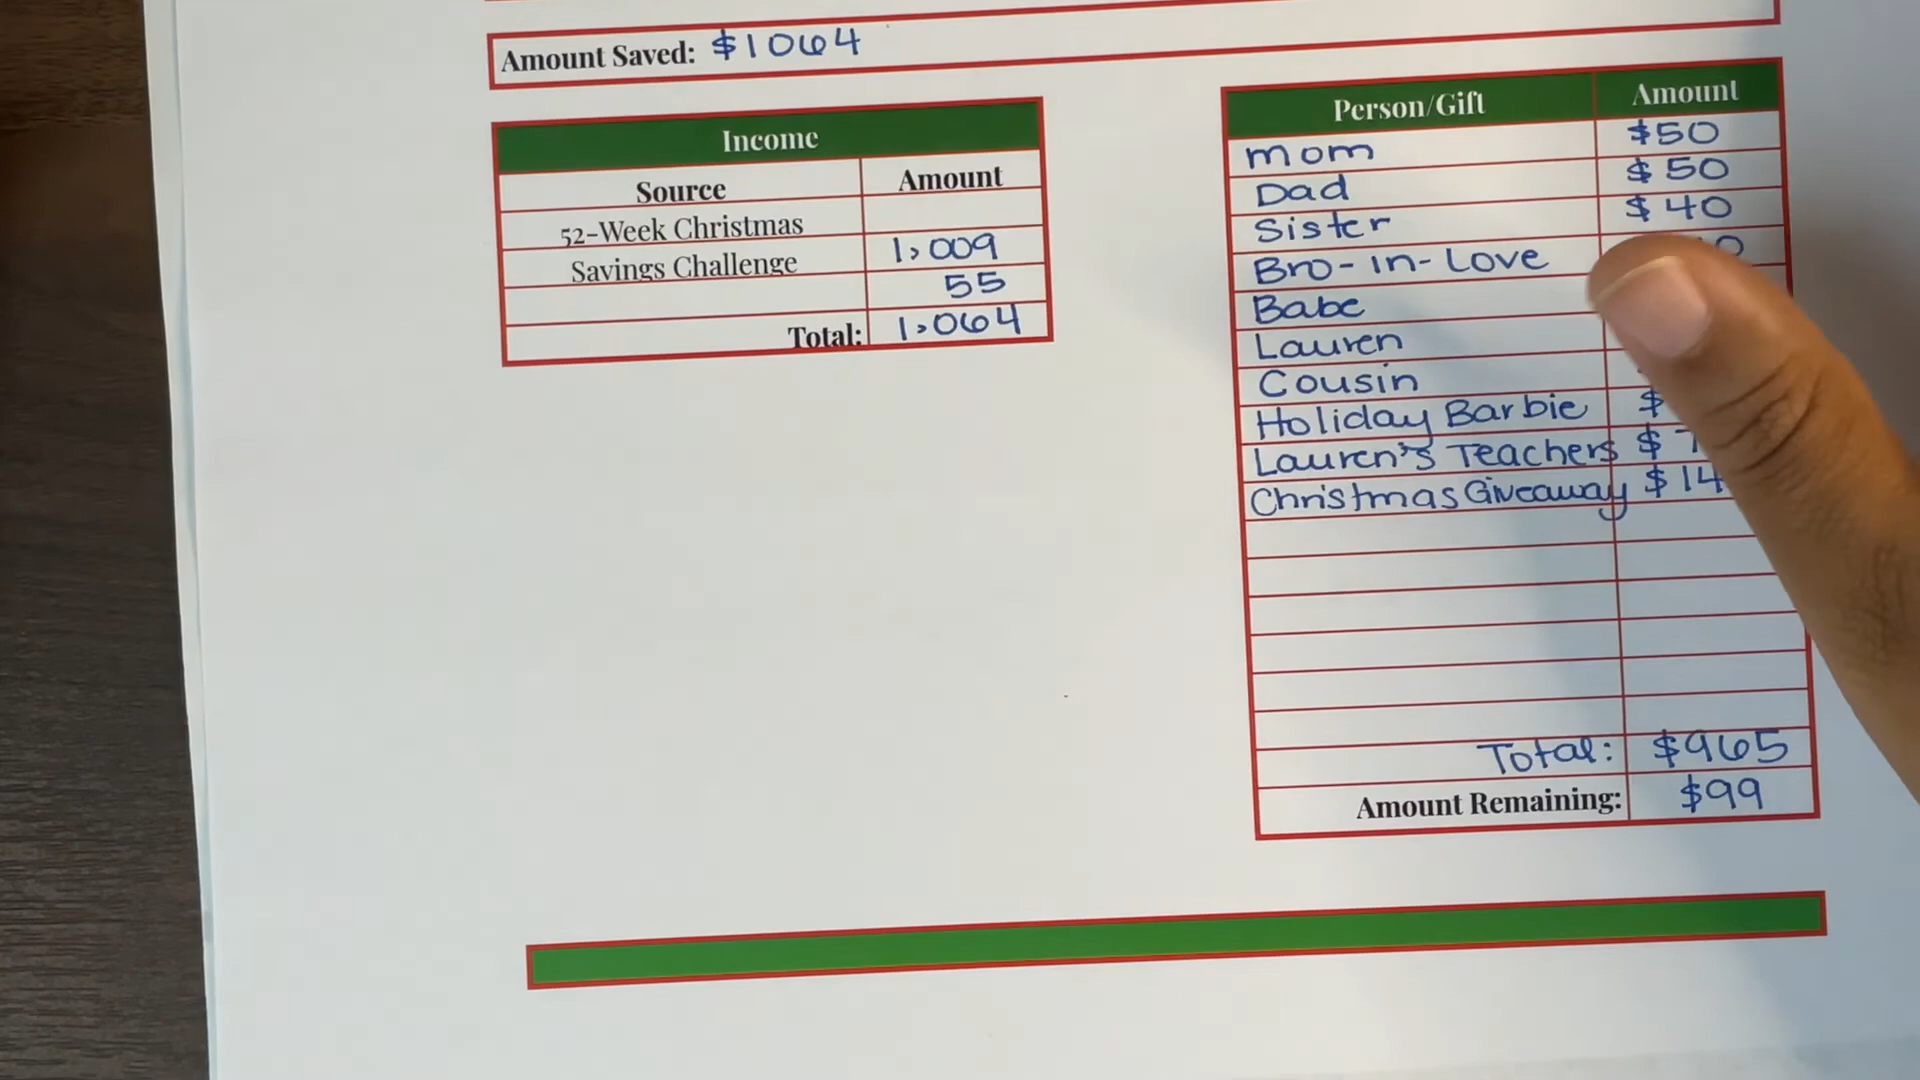 Amount Saved: $1064
Income
Source Amount
52-Week Christmas
Savings Challenge 1,009
55
Total: 1,064
Person/Gift Amount
mom $50
Dad $50
Sister $40
Bro-in-Love
Babe
Lauren
Cousin
Holiday Barbie $
Lauren's Teachers $
Christmas Giveaway $14
Total: $965
Amount Remaining: $99